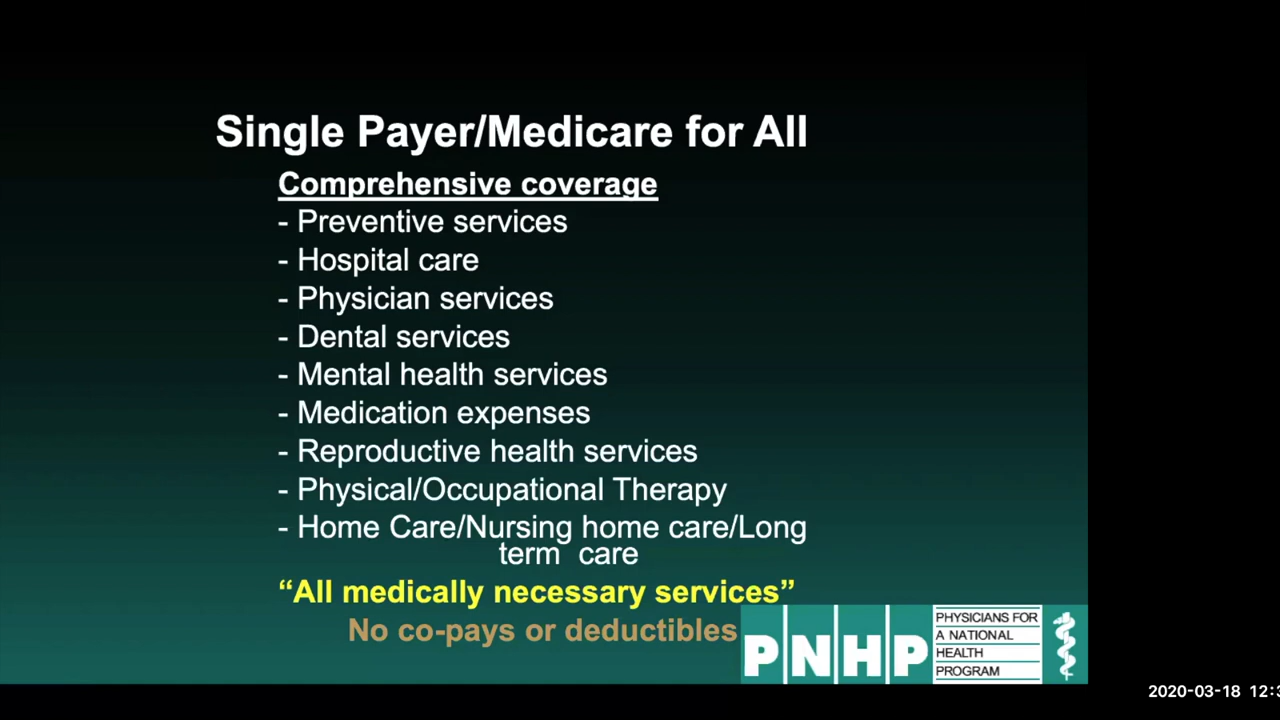 Single Payer/Medicare for All
Comprehensive coverage
- Preventive services
- Hospital care
- Physician services
- Dental services
- Mental health services
- Medication expenses
- Reproductive health services
- Physical/Occupational Therapy
- Home Care/Nursing home care/Long
term care
“All medically necessary services”
No co-pays or deductibles
PNHP
PHYSICIANS FOR
A NATIONAL
HEALTH
PROGRAM
2020-03-18